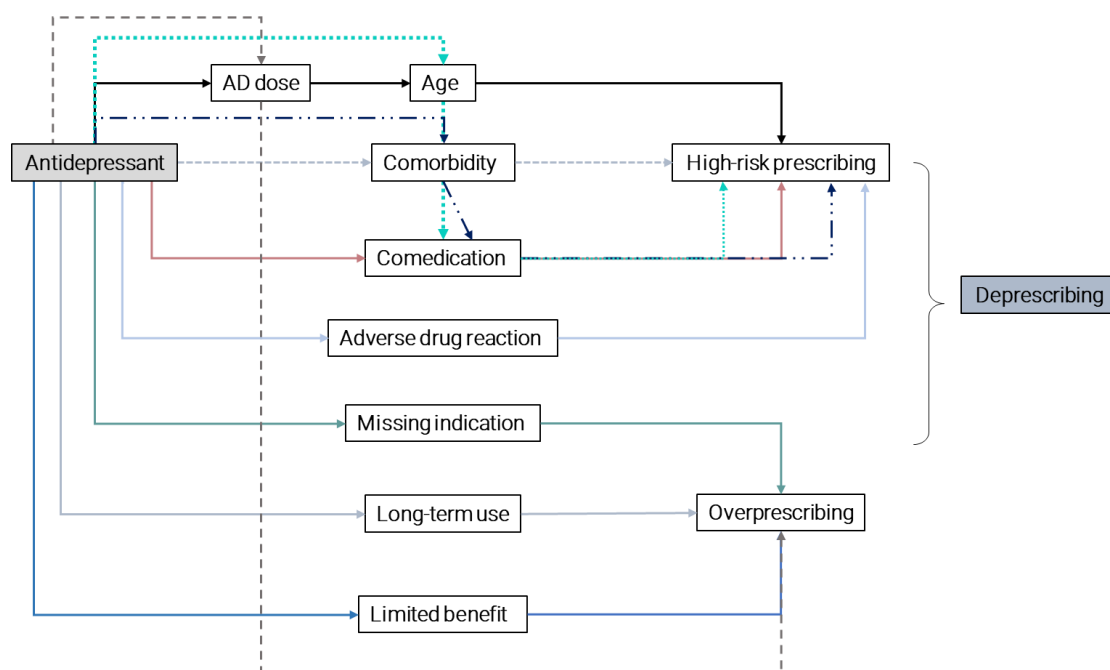 AD dose
Age
Antidepressant
Comorbidity
High-risk prescribing
Comedication
Deprescribing
Adverse drug reaction
Missing indication
Long-term use
Overprescribing
Limited benefit